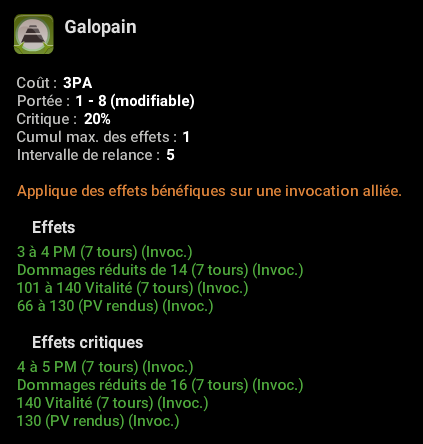 Galopain
Coût : 3PA
Portée : 1 - 8 (modifiable)
Critique : 20%
Cumul max. des effets : 1
Intervalle de relance : 5
Applique des effets bénéfiques sur une invocation alliée.
Effets
3 à 4 PM (7 tours) (Invoc.)
Dommages réduits de 14 (7 tours) (Invoc.)
101 à 140 Vitalité (7 tours) (Invoc.)
66 à 130 (PV rendus) (Invoc.)
Effets critiques
4 à 5 PM (7 tours) (Invoc.)
Dommages réduits de 16 (7 tours) (Invoc.)
140 Vitalité (7 tours) (Invoc.)
130 (PV rendus) (Invoc.)